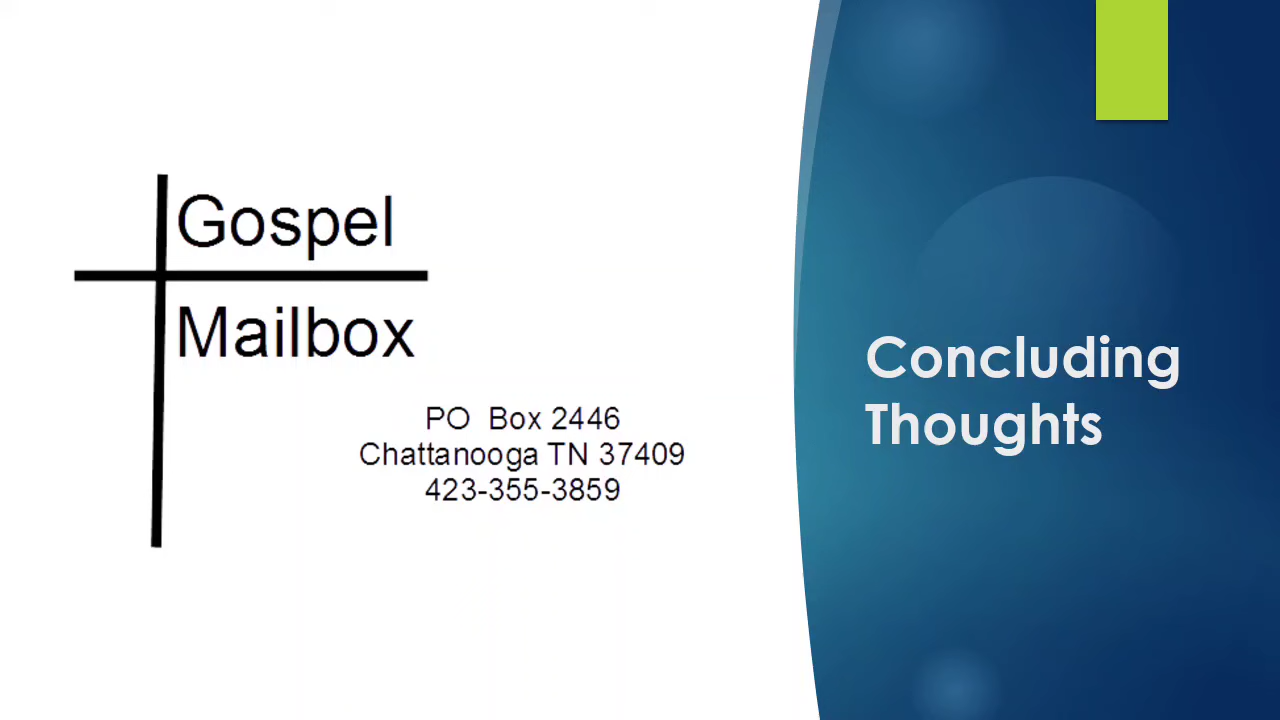 Gospel
Mailbox
PO Box 2446
Chattanooga TN 37409
423-355-3859
Concluding
Thoughts